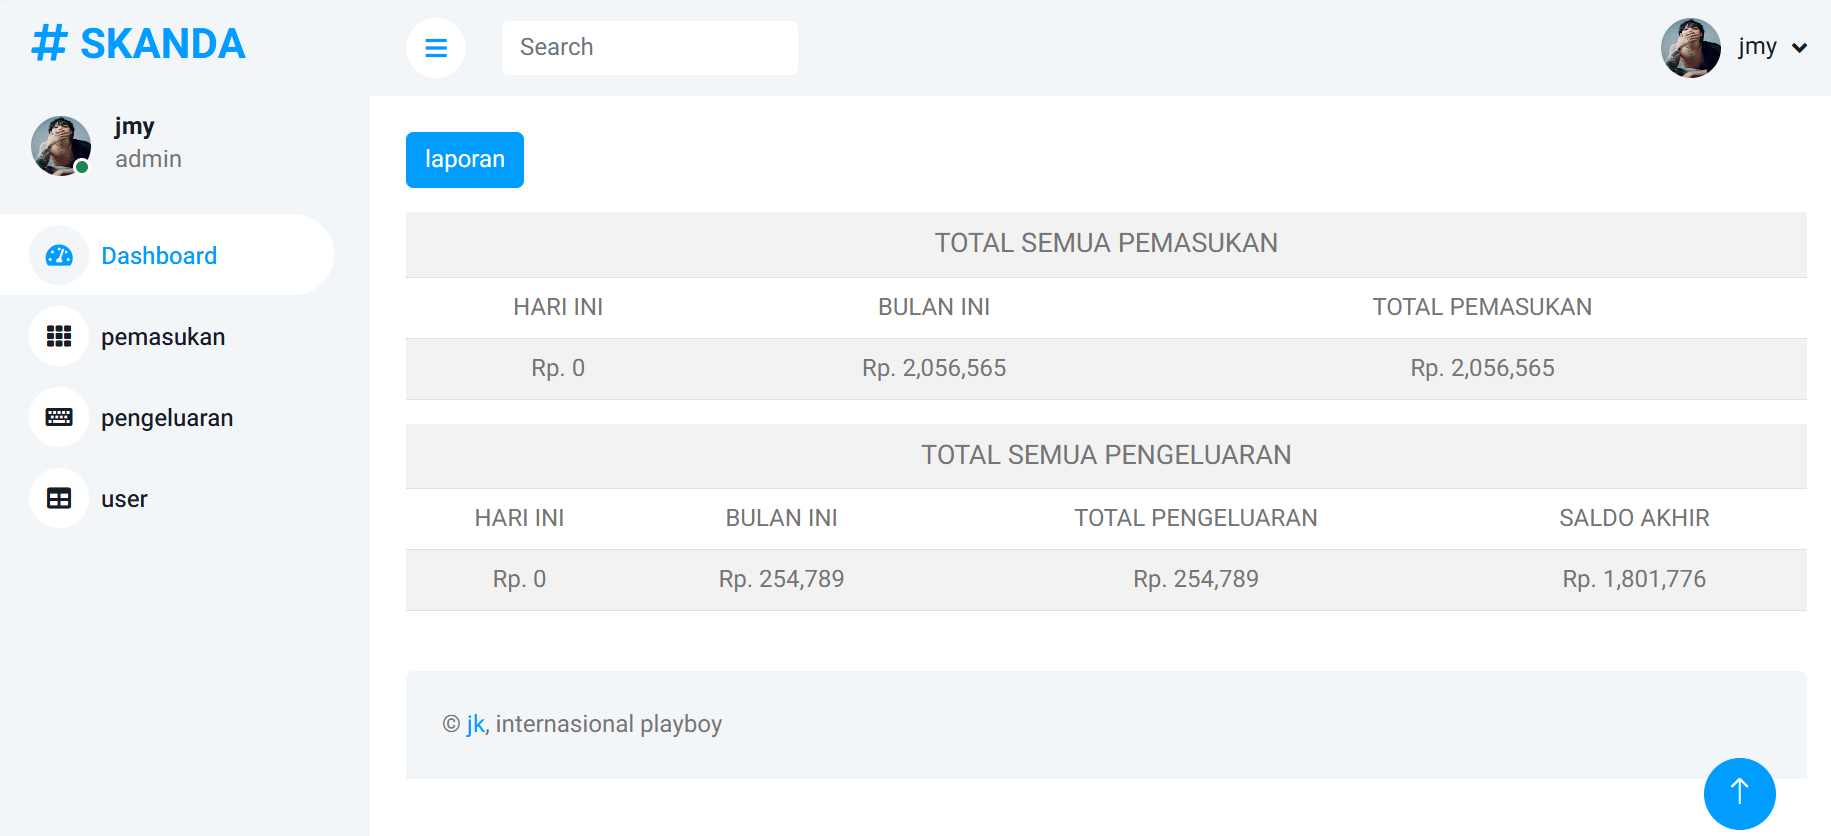 # SKANDA
Search
jmy
jmy
admin
Dashboard
pemasukan
pengeluaran
user
laporan
TOTAL SEMUA PEMASUKAN
HARI INI BULAN INI TOTAL PEMASUKAN
Rp. 0 Rp. 2,056,565 Rp. 2,056,565
TOTAL SEMUA PENGELUARAN
HARI INI BULAN INI TOTAL PENGELUARAN SALDO AKHIR
Rp. 0 Rp. 254,789 Rp. 254,789 Rp. 1,801,776
© jk, internasional playboy